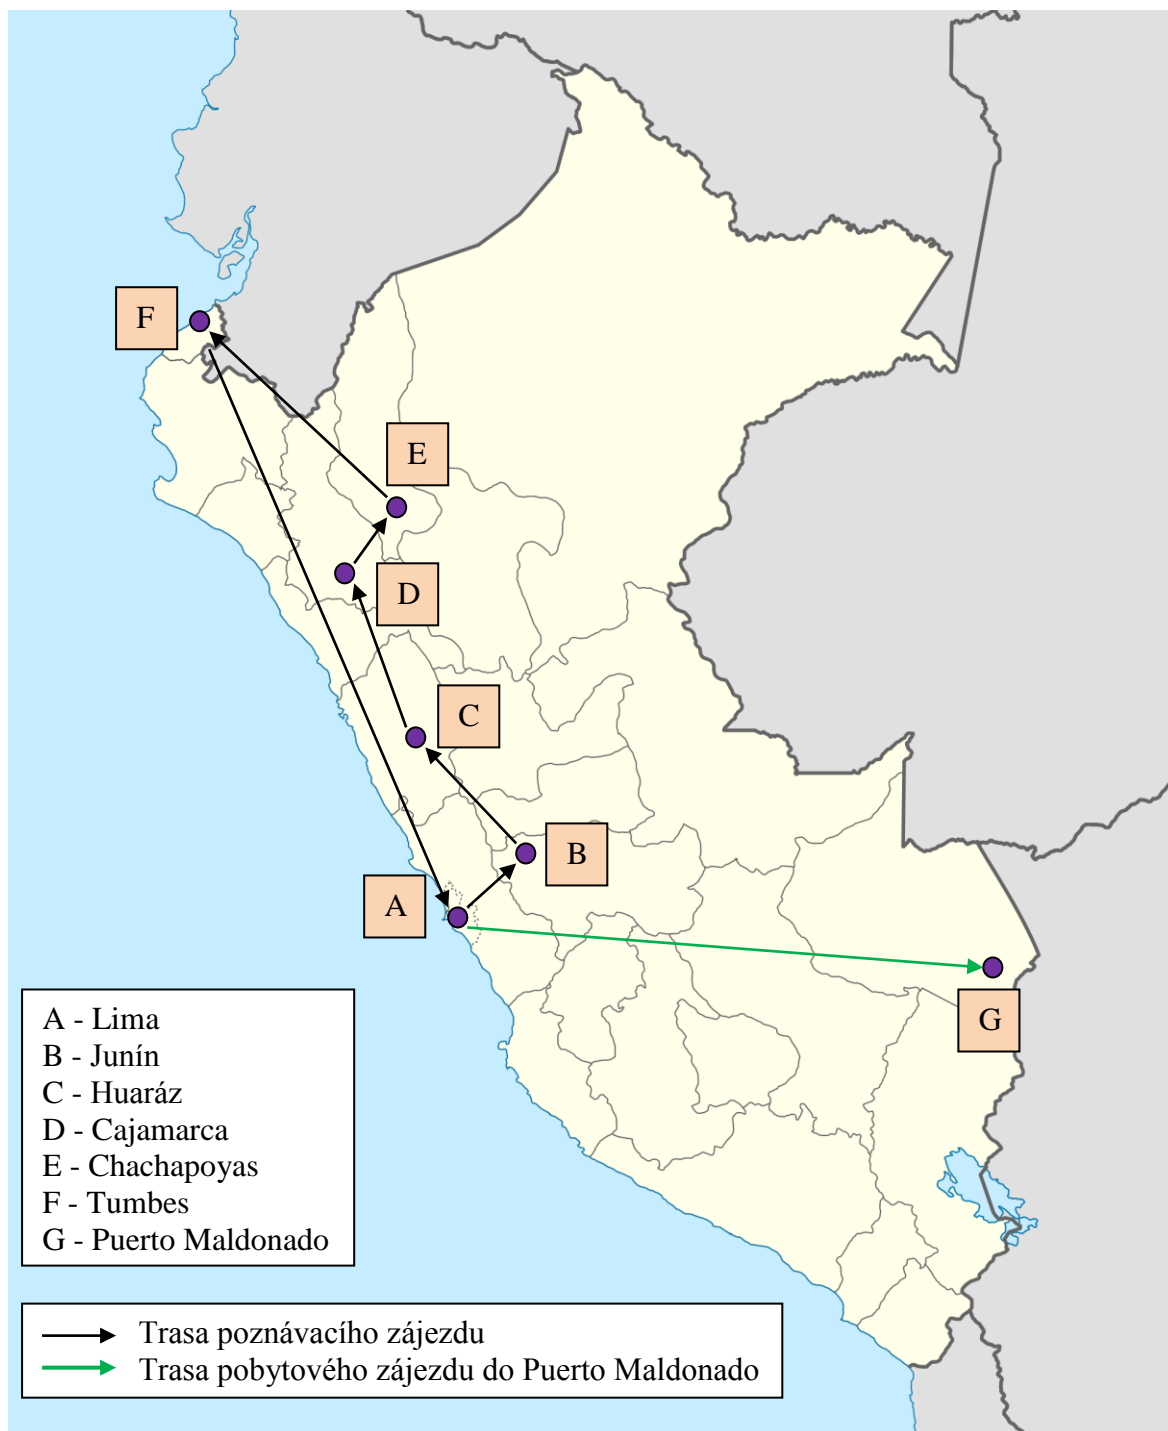 F
E
D
C
B
A
G
A - Lima
B - Junín
C - Huaráz
D - Cajamarca
E - Chachapoyas
F - Tumbes
G - Puerto Maldonado
Trasa poznávacího zájezdu
Trasa pobytového zájezdu do Puerto Maldonado